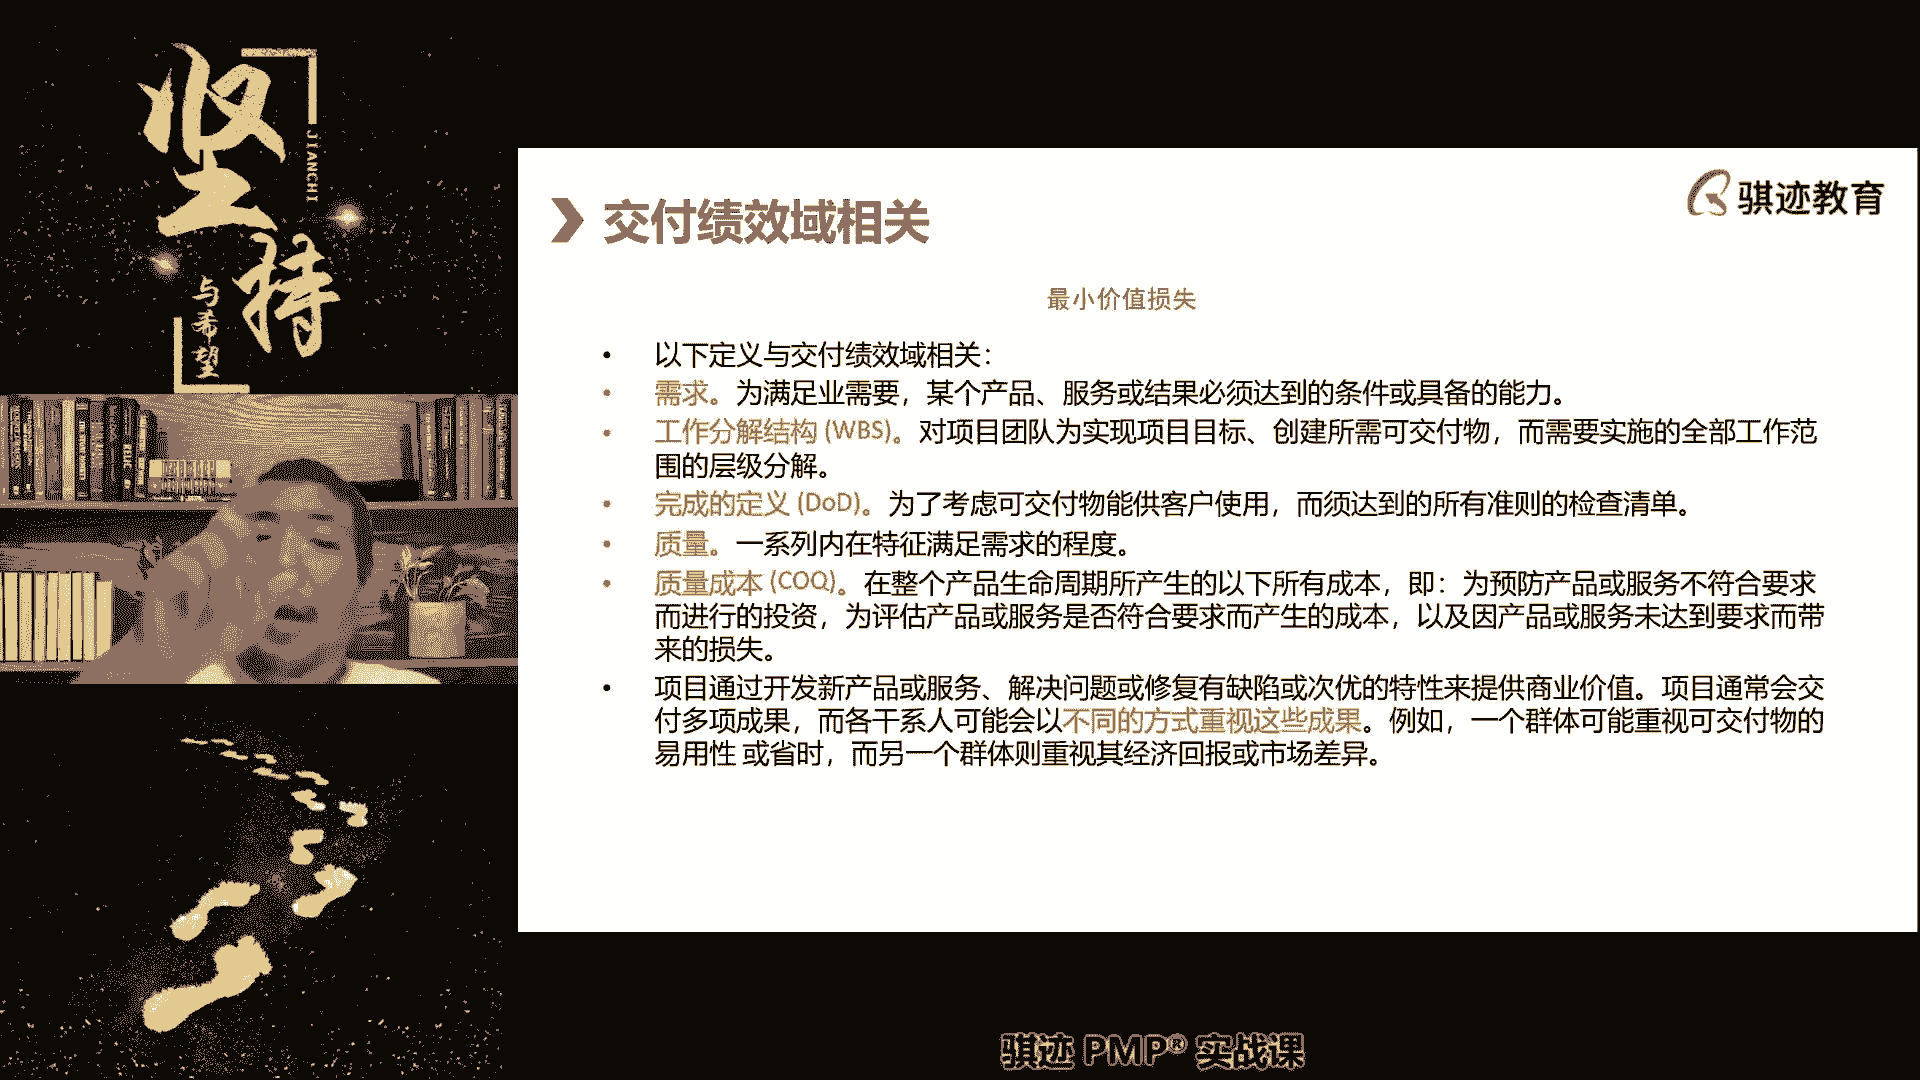 坚
持
JIANCHI
与希望
骐迹教育
交付绩效域相关
最小价值损失
• 以下定义与交付绩效域相关：
• 需求。为满足业需要，某个产品、服务或结果必须达到的条件或具备的能力。
• 工作分解结构 (WBS)。对项目团队为实现项目目标、创建所需可交付物，而需要实施的全部工作范
围的层级分解。
• 完成的定义 (DoD)。为了考虑可交付物能供客户使用，而须达到的所有准则的检查清单。
• 质量。一系列内在特征满足需求的程度。
• 质量成本 (COQ)。在整个产品生命周期所产生的以下所有成本，即：为预防产品或服务不符合要求
而进行的投资，为评估产品或服务是否符合要求而产生的成本，以及因产品或服务未达到要求而带
来的损失。
• 项目通过开发新产品或服务、解决问题或修复有缺陷或次优的特性来提供商业价值。项目通常会交
付多项成果，而各干系人可能会以不同的方式重视这些成果。例如，一个群体可能重视可交付物的
易用性 或省时，而另一个群体则重视其经济回报或市场差异。
骐迹 PMP® 实战课